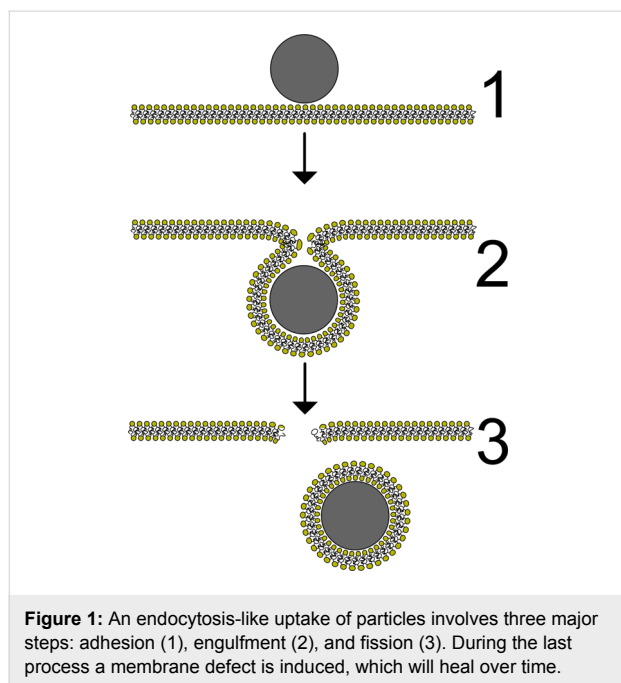 1
2
3
Figure 1: An endocytosis-like uptake of particles involves three major
steps: adhesion (1), engulfment (2), and fission (3). During the last
process a membrane defect is induced, which will heal over time.